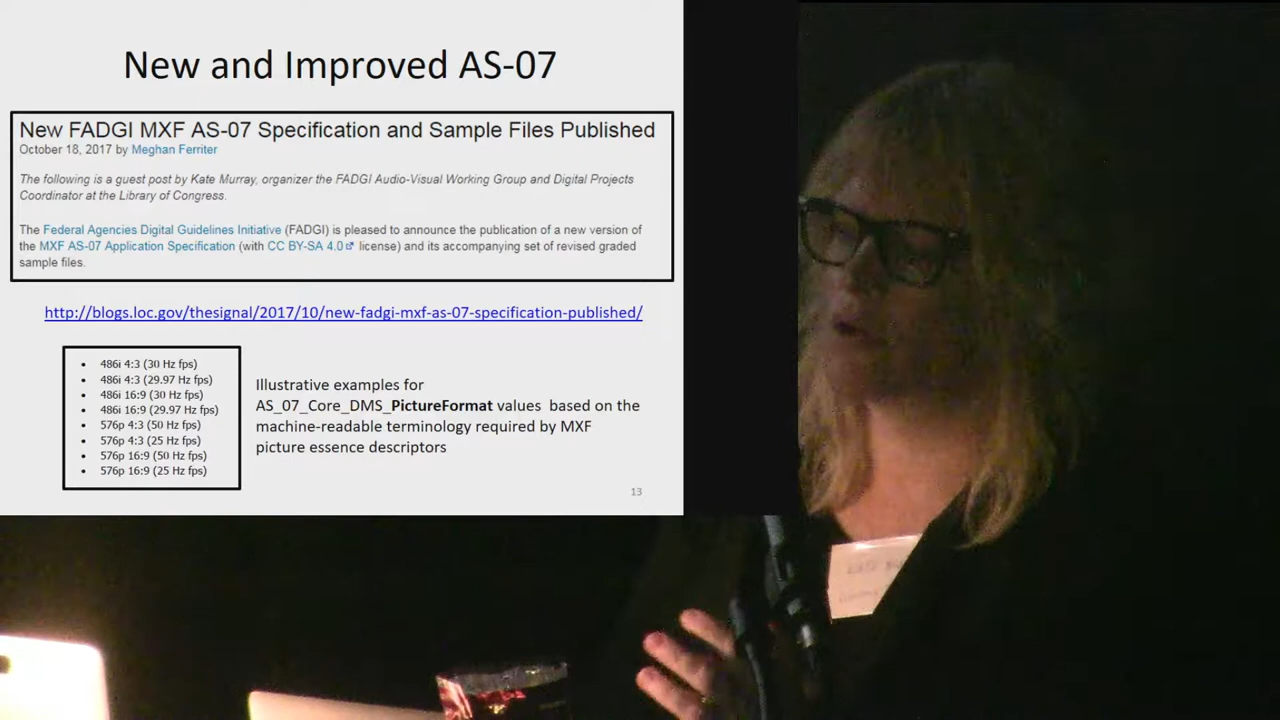 New and Improved AS-07
New FADGI MXF AS-07 Specification and Sample Files Published
October 18, 2017 by Meghan Ferriter
The following is a guest post by Kate Murray, organizer the FADGI Audio-Visual Working Group and Digital Projects
Coordinator at the Library of Congress.
The Federal Agencies Digital Guidelines Initiative (FADGI) is pleased to announce the publication of a new version of
the MXF AS-07 Application Specification (with CC BY-SA 4.0 license) and its accompanying set of revised graded
sample files.
http://blogs.loc.gov/thesignal/2017/10/new-fadgi-mxf-as-07-specification-published/
• 486i 4:3 (30 Hz fps)
• 486i 4:3 (29.97 Hz fps)
• 486i 16:9 (30 Hz fps)
• 486i 16:9 (29.97 Hz fps)
• 576p 4:3 (50 Hz fps)
• 576p 4:3 (25 Hz fps)
• 576p 16:9 (50 Hz fps)
• 576p 16:9 (25 Hz fps)
Illustrative examples for
AS_07_Core_DMS_PictureFormat values based on the
machine-readable terminology required by MXF
picture essence descriptors
13